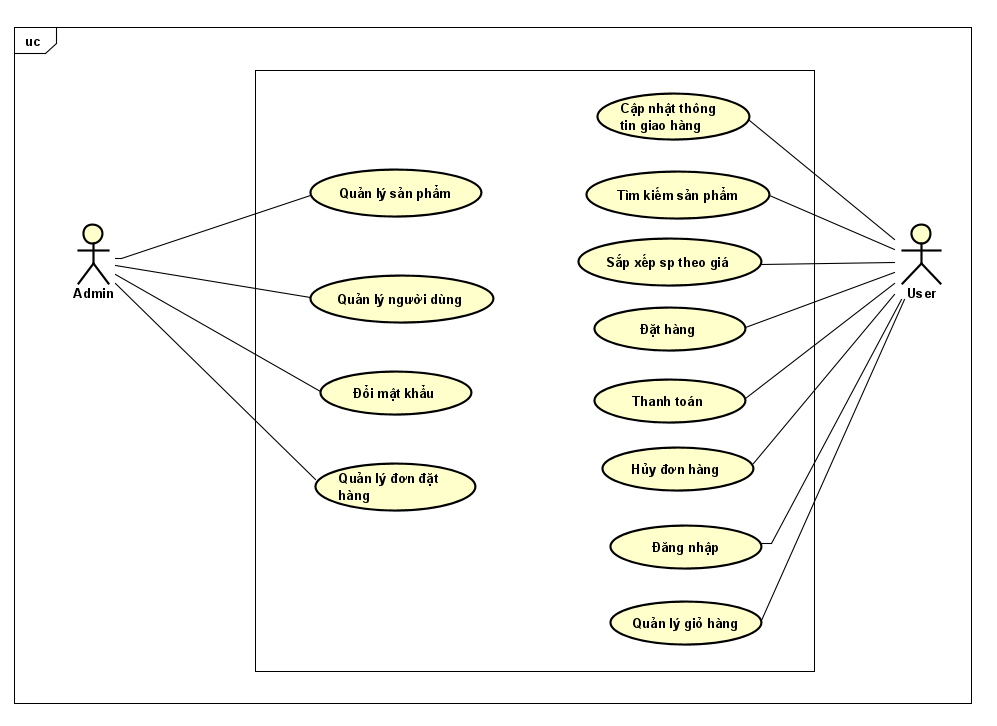 uc
Cập nhật thông
tin giao hàng
Quản lý sản phẩm
Tìm kiếm sản phẩm
Sắp xếp sp theo giá
Admin
User
Quản lý người dùng
Đặt hàng
Đổi mật khẩu
Thanh toán
Hủy đơn hàng
Quản lý đơn đặt
hàng
Đăng nhập
Quản lý giỏ hàng